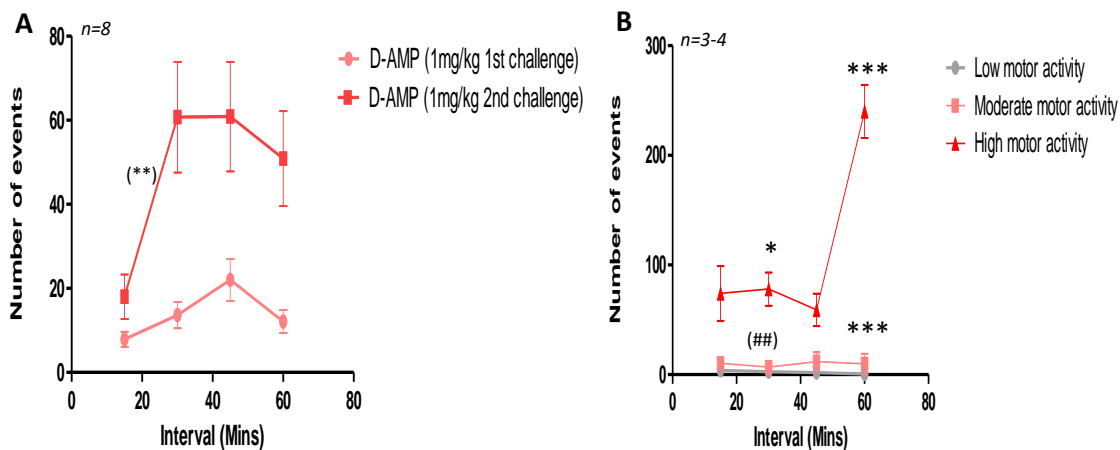 A
n=8
80
60
40
20
0
Number of events
(**)
0
20
40
60
80
Interval (Mins)
D-AMP (1mg/kg 1st challenge)
D-AMP (1mg/kg 2nd challenge)
B
n=3-4
300
200
100
0
Number of events
***
*
***
(##)
0
20
40
60
80
Interval (Mins)
Low motor activity
Moderate motor activity
High motor activity